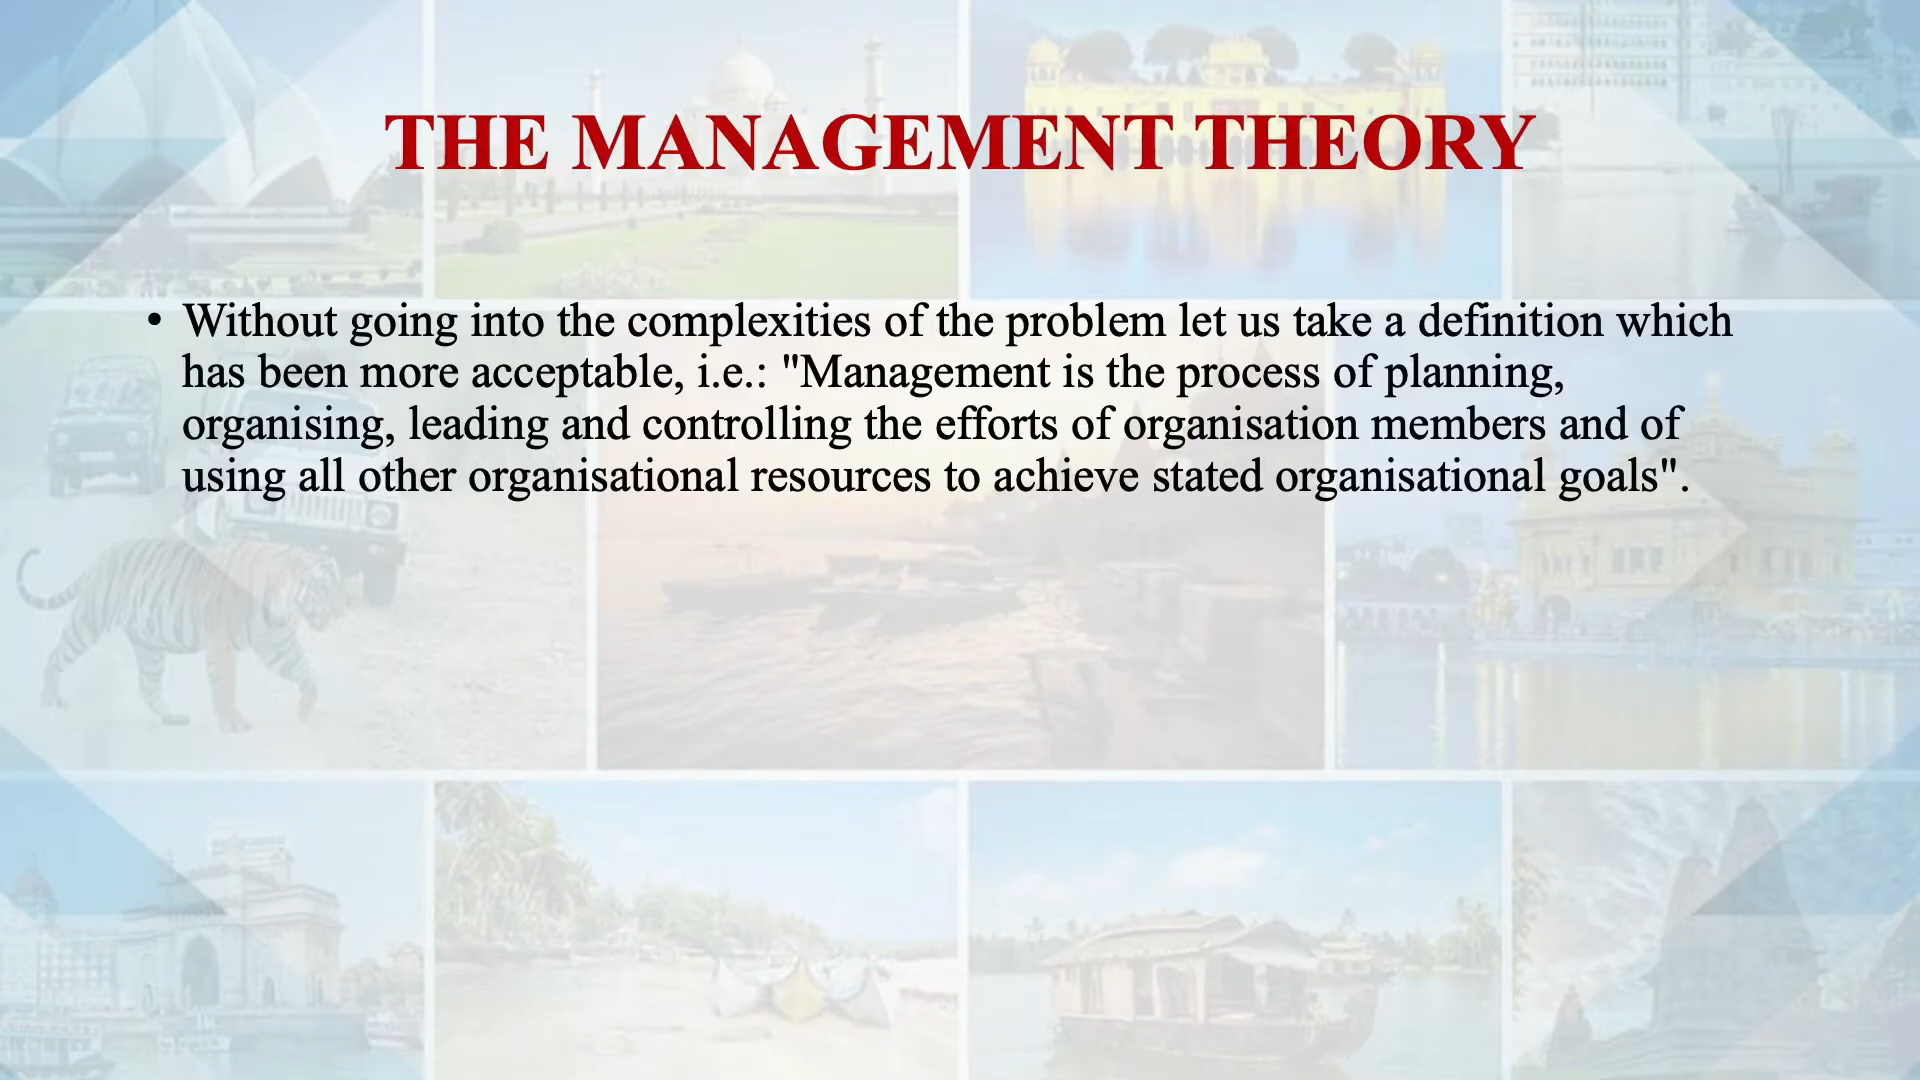 THE MANAGEMENT THEORY
• Without going into the complexities of the problem let us take a definition which
has been more acceptable, i.e.: "Management is the process of planning,
organising, leading and controlling the efforts of organisation members and of
using all other organisational resources to achieve stated organisational goals".